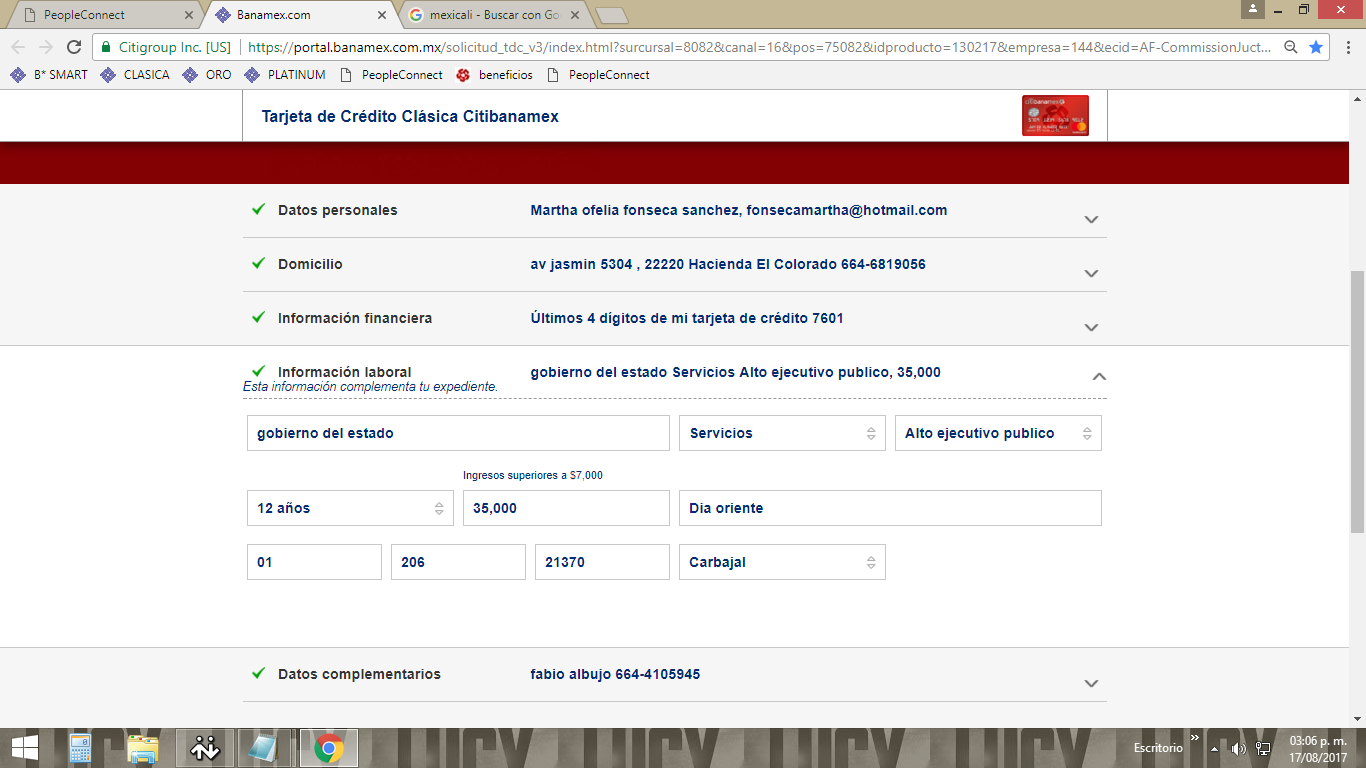 PeopleConnect
Banamex.com
mexicali - Buscar con Goo
Citigroup Inc. [US]
https://portal.banamex.com.mx/solicitud_tdc_v3/index.html?sursursal=8082&canal=16&pos=75082&idproducto=130217&empresa=144&ecid=AF-CommissionJuct...
B* SMART CLASICA ORO PLATINUM PeopleConnect beneficios PeopleConnect
Tarjeta de Crédito Clásica Citibanamex
citibanamex
Datos personales Martha ofelia fonseca sanchez, fonsecamartha@hotmail.com
Domicilio av jasmin 5304 , 22220 Hacienda El Colorado 664-6819056
Información financiera Últimos 4 dígitos de mi tarjeta de crédito 7601
Información laboral gobierno del estado Servicios Alto ejecutivo publico, 35,000
Esta información complementa tu expediente.
gobierno del estado Servicios Alto ejecutivo publico
Ingresos superiores a $7,000
12 años 35,000 Dia oriente
01 206 21370 Carbajal
Datos complementarios fabio albujo 664-4105945
Escritorio
03:06 p. m.
17/08/2017